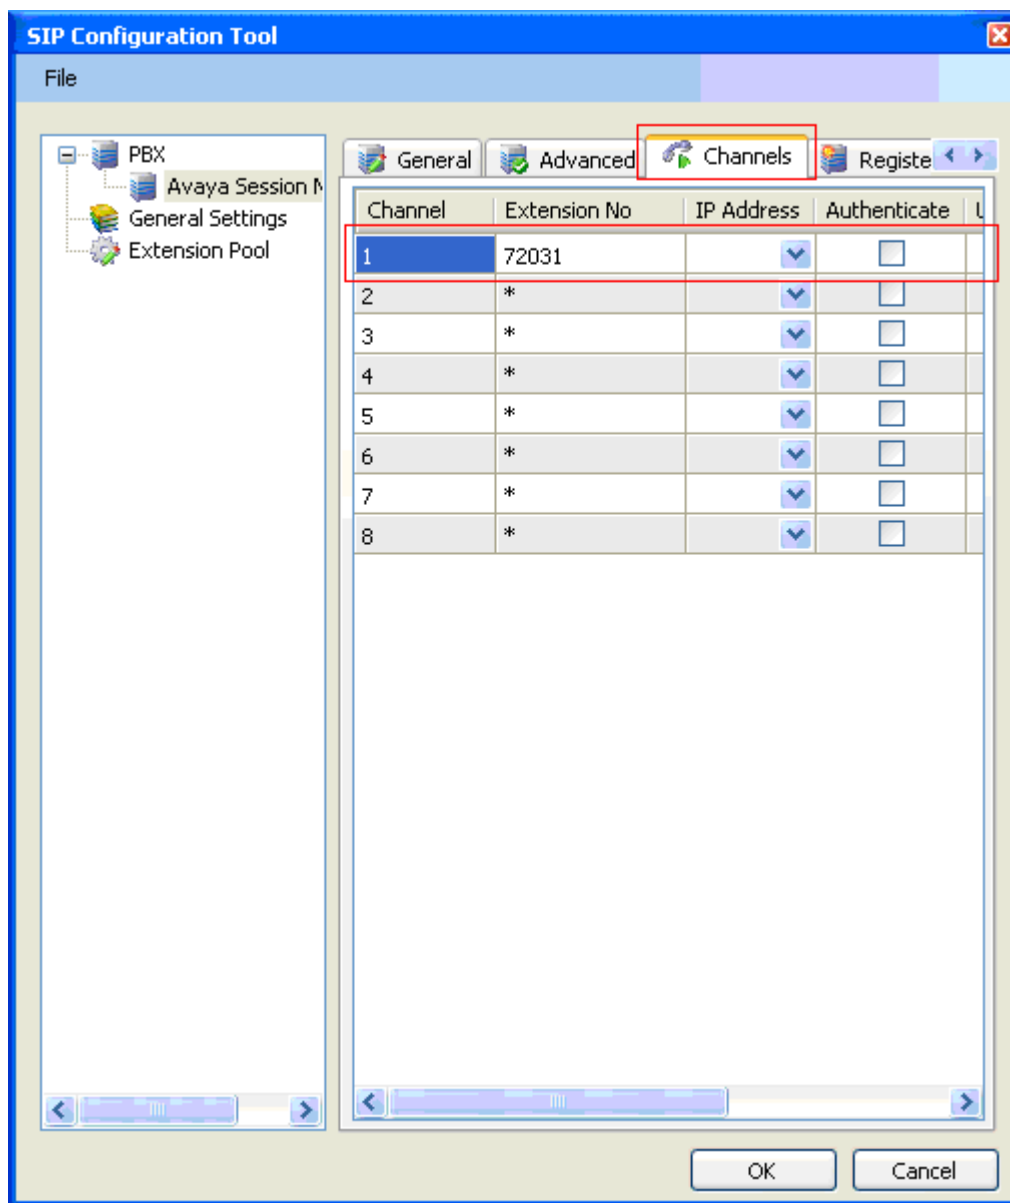 SIP Configuration Tool
File
PBX
Avaya Session
General Settings
Extension Pool
General Advanced Channels Registe
Channel Extension No IP Address Authenticate
1 72031
2 *
3 *
4 *
5 *
6 *
7 *
8 *
OK Cancel